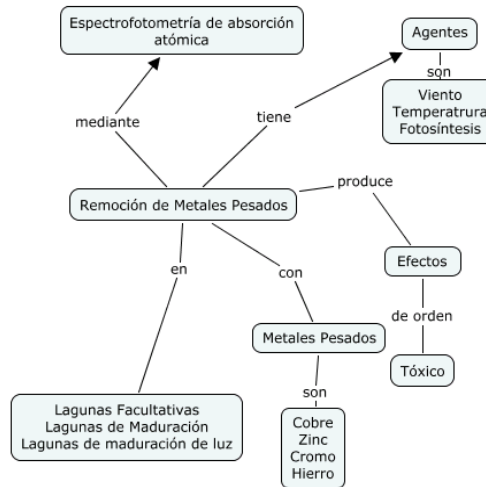 Espectrofotometría de absorción
atómica
Agentes
son
Viento
Temperatrura
Fotosíntesis
mediante
tiene
produce
Remoción de Metales Pesados
Efectos
en
con
de orden
Metales Pesados
Tóxico
son
Lagunas Facultativas
Lagunas de Maduración
Lagunas de maduración de luz
Cobre
Zinc
Cromo
Hierro